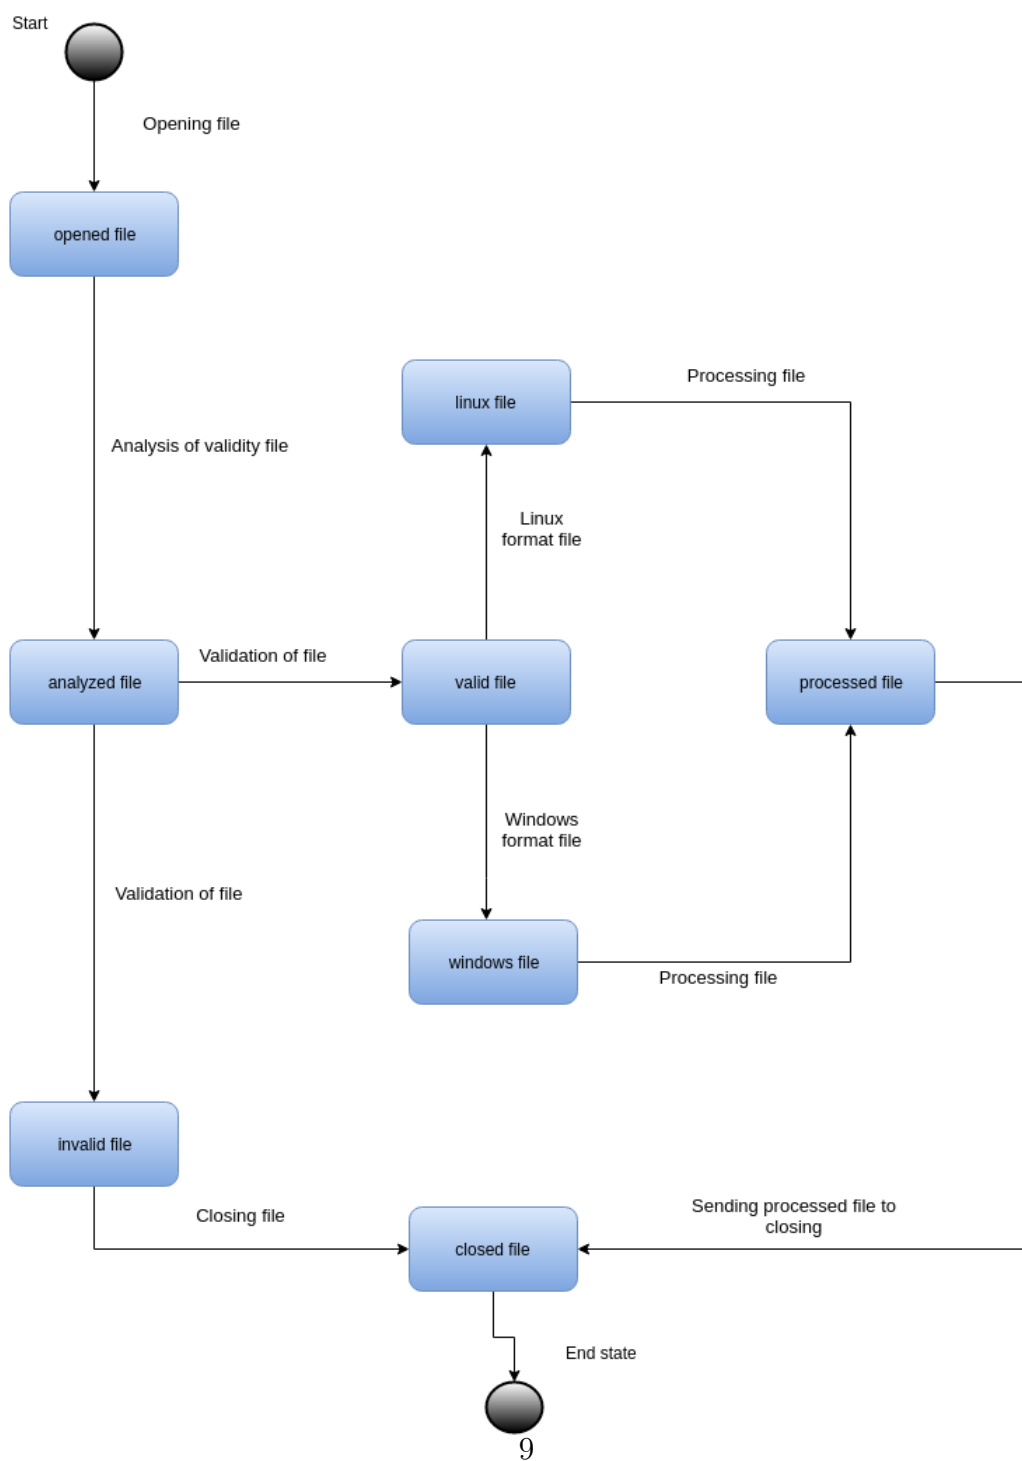 Start
Opening file
opened file
linux file
Processing file
Analysis of validity file
Linux
format file
analyzed file
Validation of file
valid file
processed file
Windows
format file
Validation of file
windows file
Processing file
invalid file
Closing file
closed file
Sending processed file to
closing
End state
9